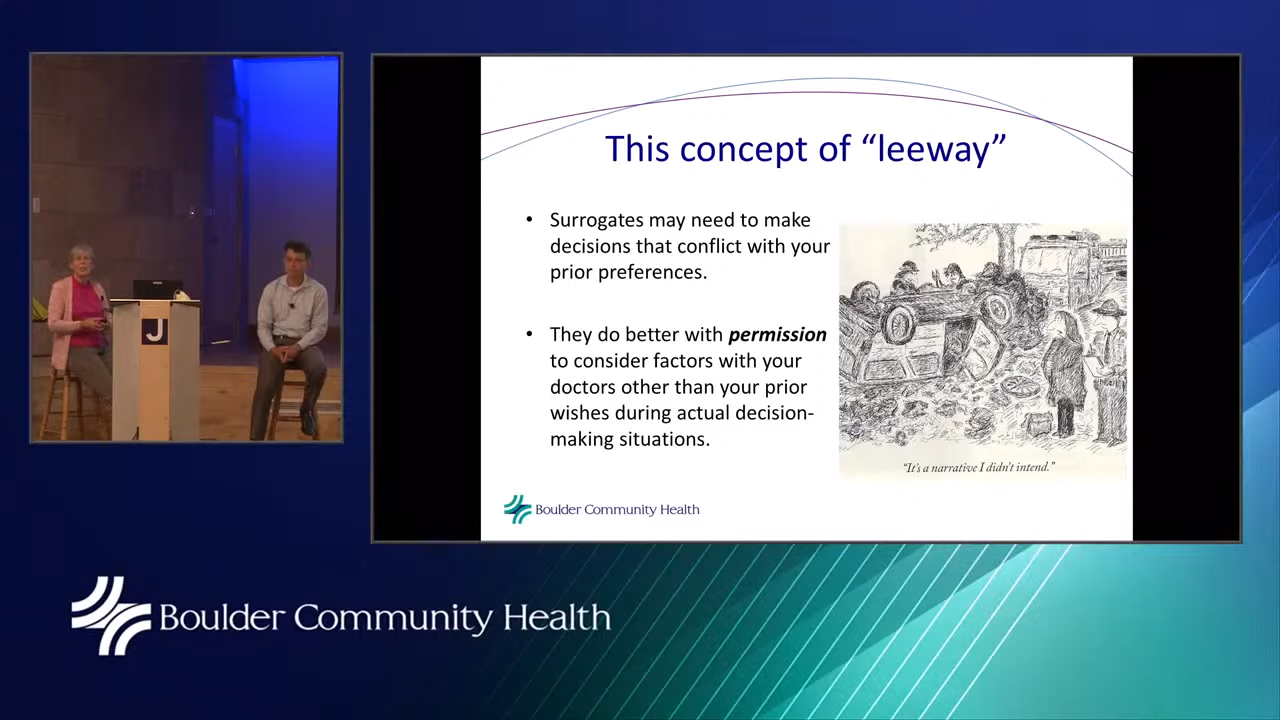 This concept of “leeway”
• Surrogates may need to make
decisions that conflict with your
prior preferences.
• They do better with permission
to consider factors with your
doctors other than your prior
wishes during actual decision-
making situations.
“It's a narrative I didn't intend.”
Boulder Community Health
J
Boulder Community Health